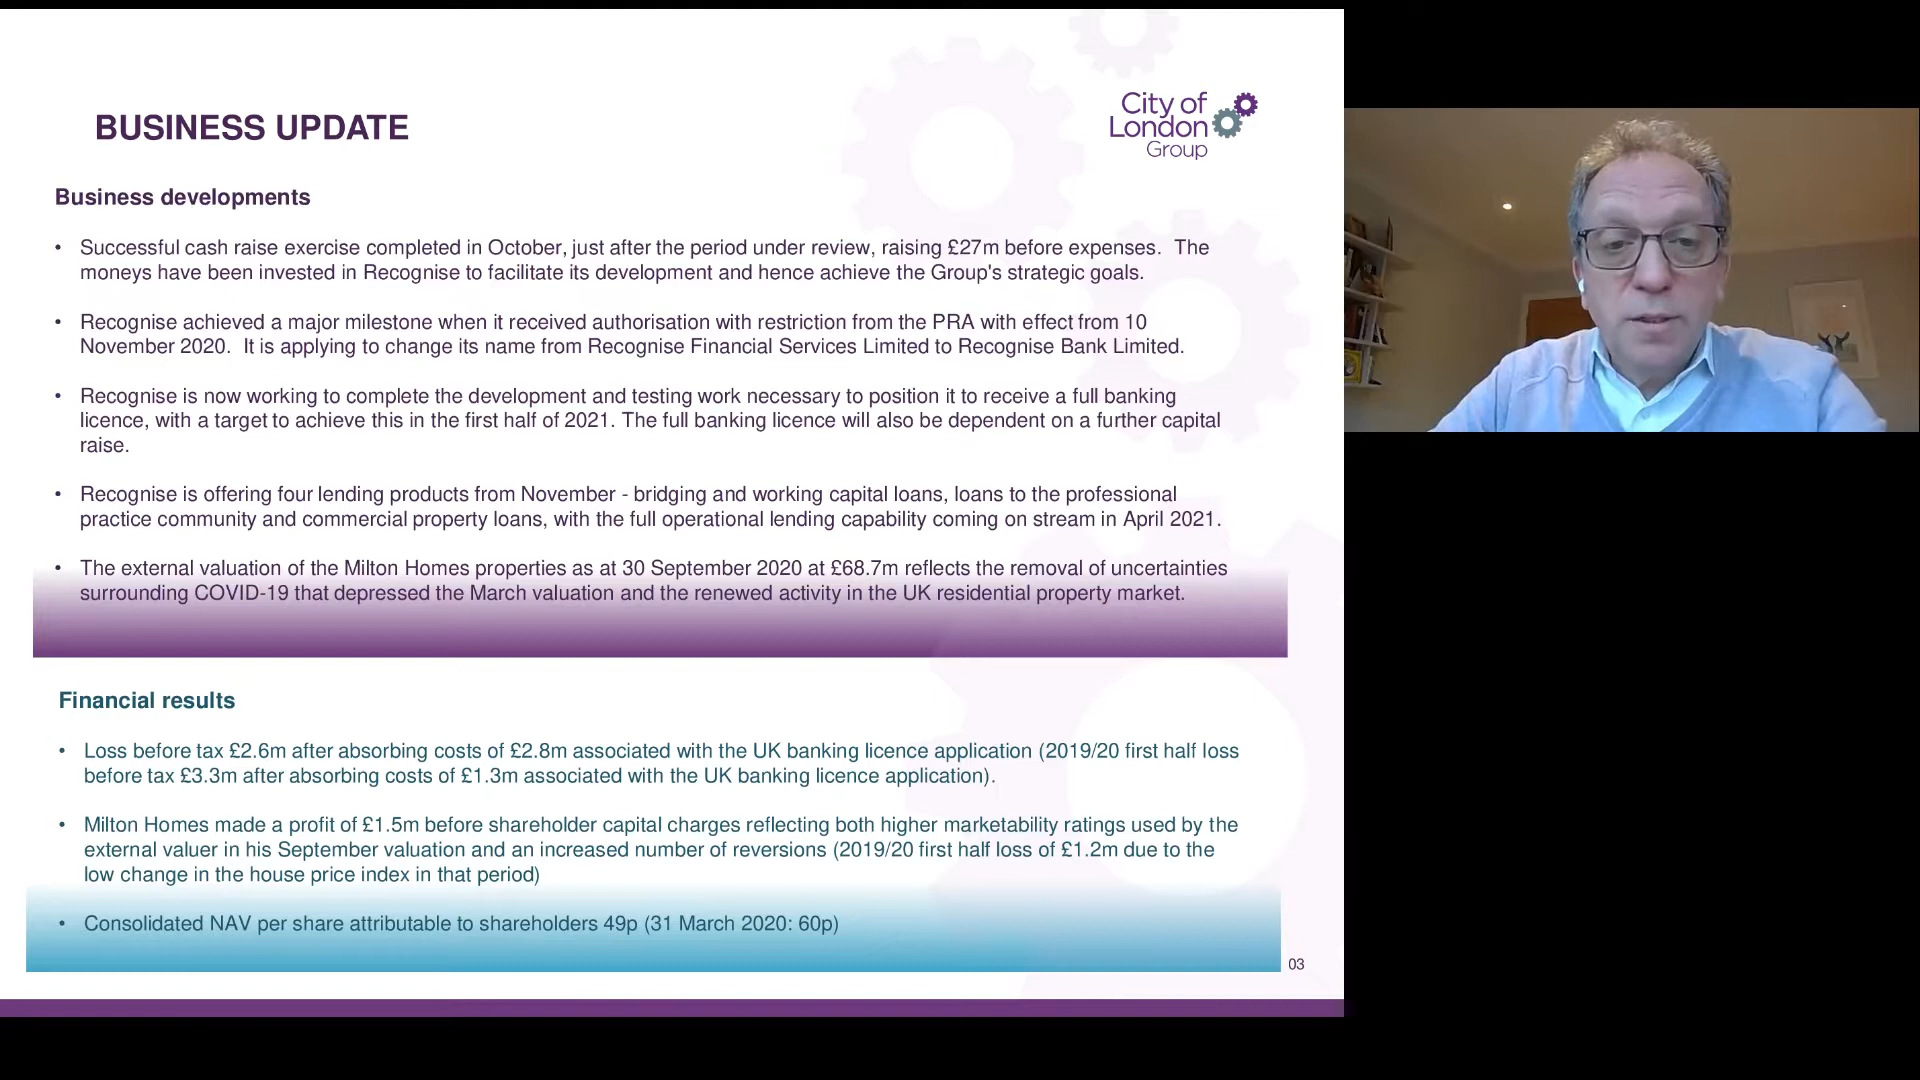 BUSINESS UPDATE
City of
London
Group
Business developments
• Successful cash raise exercise completed in October, just after the period under review, raising £27m before expenses. The
moneys have been invested in Recognise to facilitate its development and hence achieve the Group's strategic goals.
• Recognise achieved a major milestone when it received authorisation with restriction from the PRA with effect from 10
November 2020. It is applying to change its name from Recognise Financial Services Limited to Recognise Bank Limited.
• Recognise is now working to complete the development and testing work necessary to position it to receive a full banking
licence, with a target to achieve this in the first half of 2021. The full banking licence will also be dependent on a further capital
raise.
• Recognise is offering four lending products from November - bridging and working capital loans, loans to the professional
practice community and commercial property loans, with the full operational lending capability coming on stream in April 2021.
• The external valuation of the Milton Homes properties as at 30 September 2020 at £68.7m reflects the removal of uncertainties
surrounding COVID-19 that depressed the March valuation and the renewed activity in the UK residential property market.
Financial results
• Loss before tax £2.6m after absorbing costs of £2.8m associated with the UK banking licence application (2019/20 first half loss
before tax £3.3m after absorbing costs of £1.3m associated with the UK banking licence application).
• Milton Homes made a profit of £1.5m before shareholder capital charges reflecting both higher marketability ratings used by the
external valuer in his September valuation and an increased number of reversions (2019/20 first half loss of £1.2m due to the
low change in the house price index in that period)
• Consolidated NAV per share attributable to shareholders 49p (31 March 2020: 60p)
03